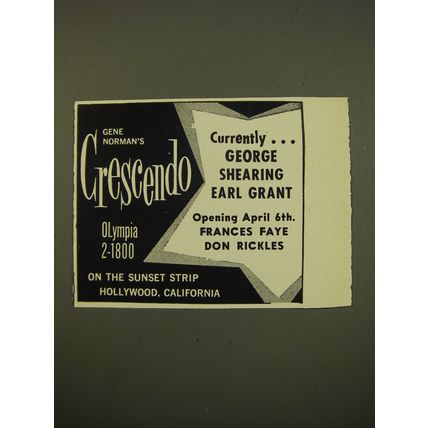 GENE
NORMAN'S
Crescendo
OLympia
2-1800
ON THE SUNSET STRIP
HOLLYWOOD, CALIFORNIA
Currently . . .
GEORGE
SHEARING
EARL GRANT
Opening April 6th.
FRANCES FAYE
DON RICKLES